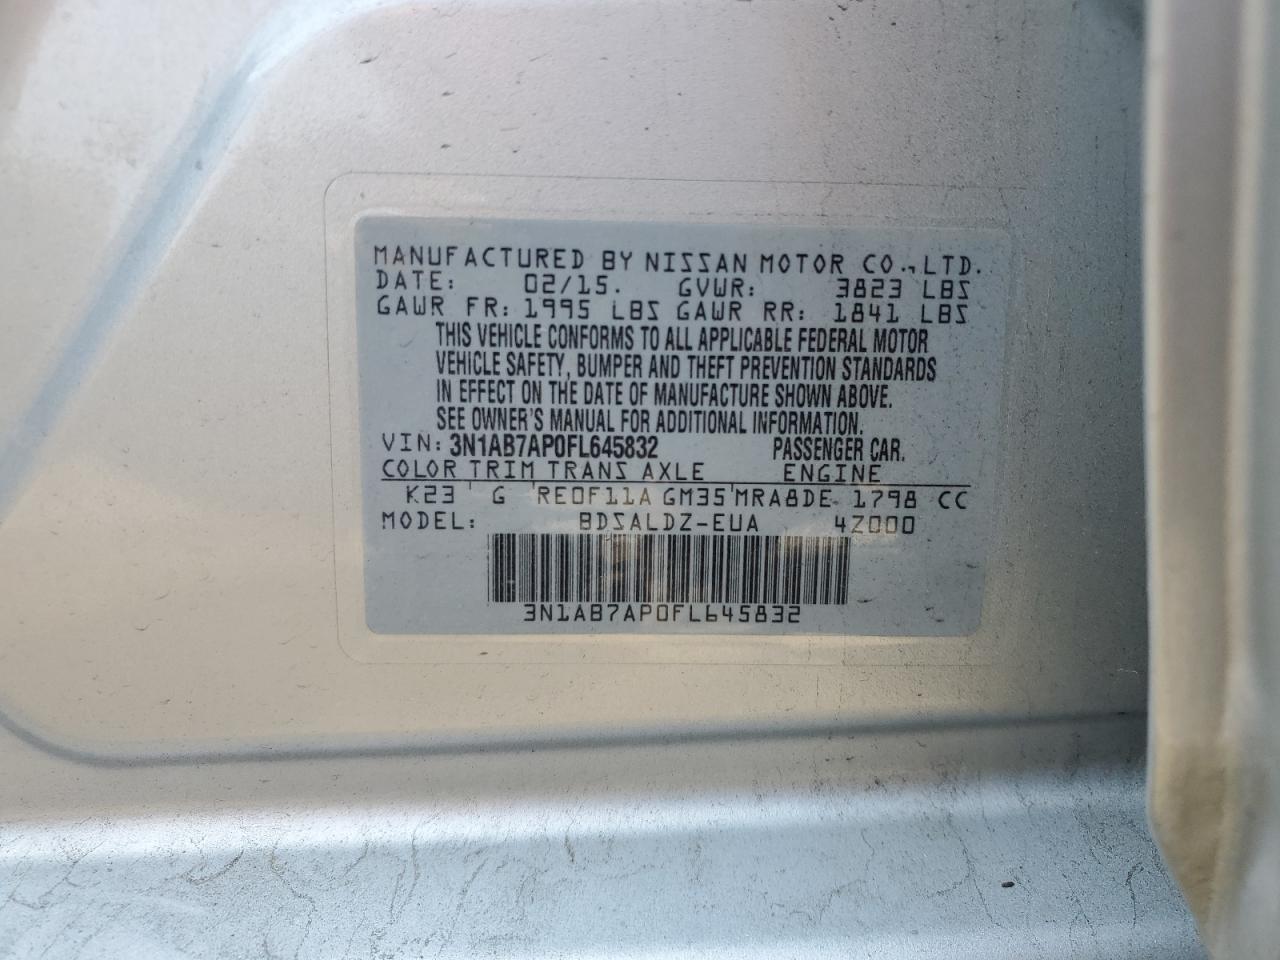 MANUFACTURED BY NISSAN MOTOR CO., LTD.
DATE: 02/15. GVWR: 3823 LBS
GAWR FR: 1995 LBS GAWR RR: 1841 LBS
THIS VEHICLE CONFORMS TO ALL APPLICABLE FEDERAL MOTOR
VEHICLE SAFETY, BUMPER AND THEFT PREVENTION STANDARDS
IN EFFECT ON THE DATE OF MANUFACTURE SHOWN ABOVE.
SEE OWNER'S MANUAL FOR ADDITIONAL INFORMATION.
VIN: 3N1AB7AP0FL645832 PASSENGER CAR.
COLOR TRIM TRANS AXLE ENGINE
K23 G RE0F11A GM35 MRA8DE 1798 CC
MODEL: BDSALDZ-EUA 4Z000
3N1AB7AP0FL645832